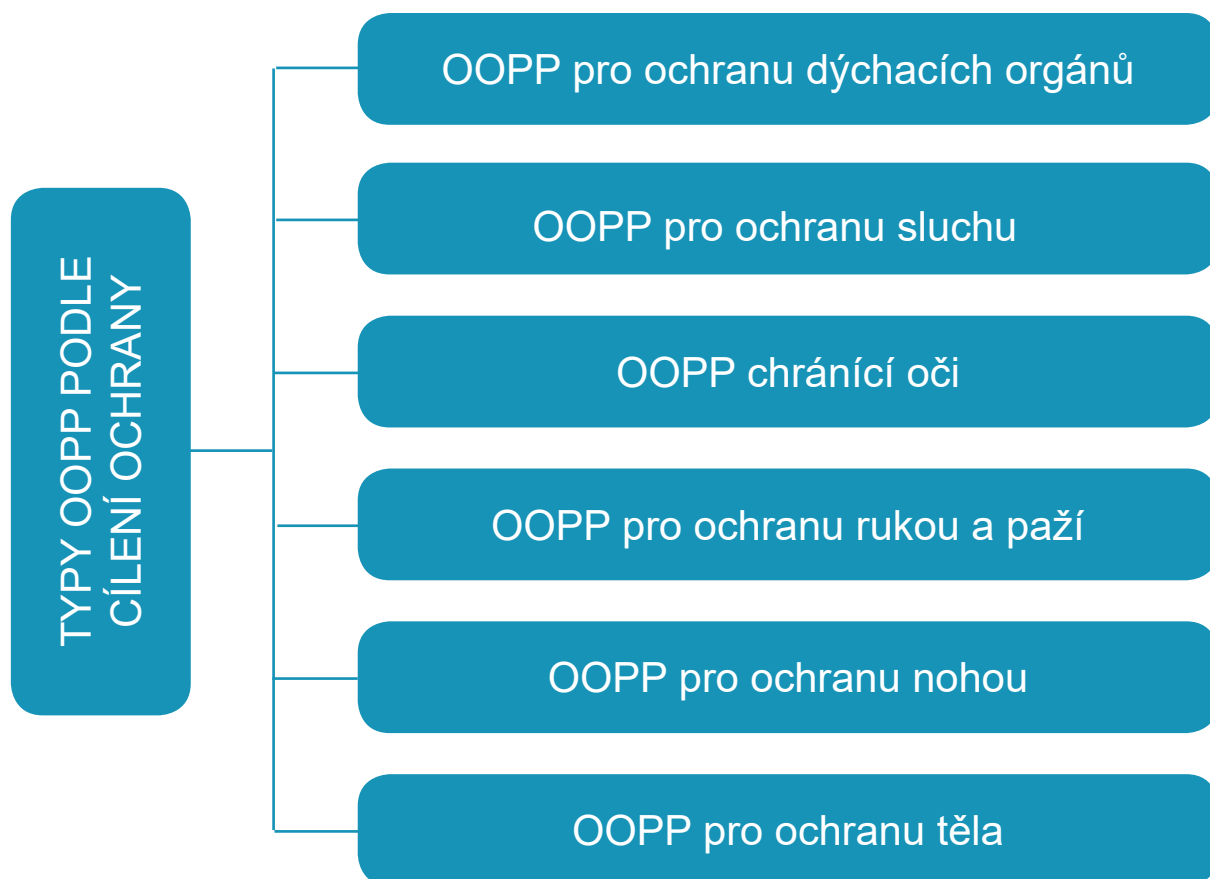 TYPY OOPP PODLE
CÍLENÍ OCHRANY
OOPP pro ochranu dýchacích orgánů
OOPP pro ochranu sluchu
OOPP chránící oči
OOPP pro ochranu rukou a paží
OOPP pro ochranu nohou
OOPP pro ochranu těla